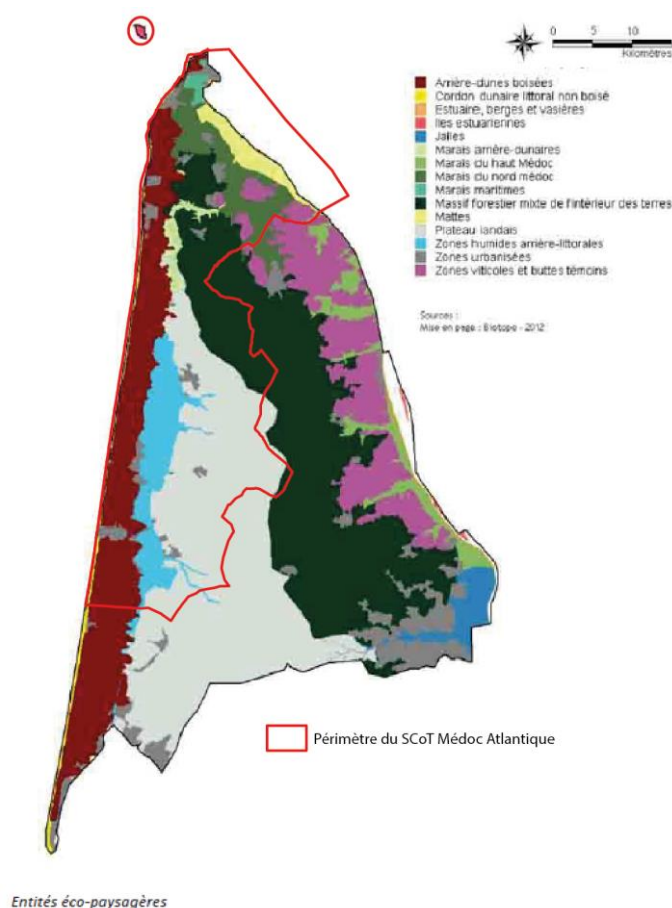 0 5 10
Kilomètres
Arrière-dunes boisées
Cordon dunaire littoral non boisé
Estuaire, berges et vasières
Iles estuariennes
Jalles
Marais arrière-dunaires
Marais du haut Médoc
Marais du nord médoc
Marais maritimes
Massif forestier mixte de l'intérieur des terres
Mattes
Plateau landais
Zones humides arrière-littorales
Zones urbanisées
Zones viticoles et buttes témoins
Sources :
Mise en page : Biotope - 2012
Périmètre du SCoT Médoc Atlantique
Entités éco-paysagères